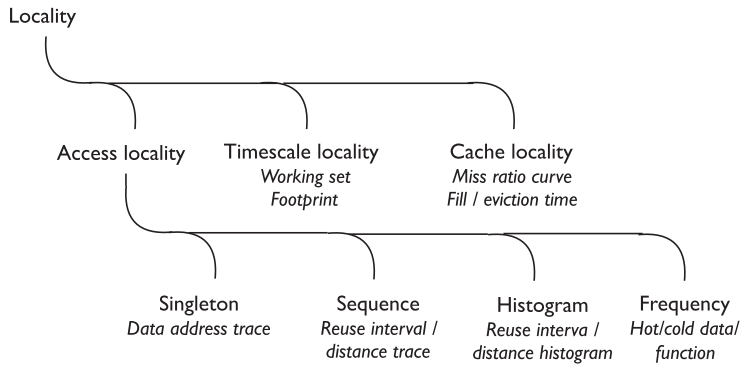 Locality
Access locality
Timescale locality
Working set
Footprint
Cache locality
Miss ratio curve
Fill / eviction time
Singleton
Data address trace
Sequence
Reuse interval /
distance trace
Histogram
Reuse interva /
distance histogram
Frequency
Hot/cold data/
function